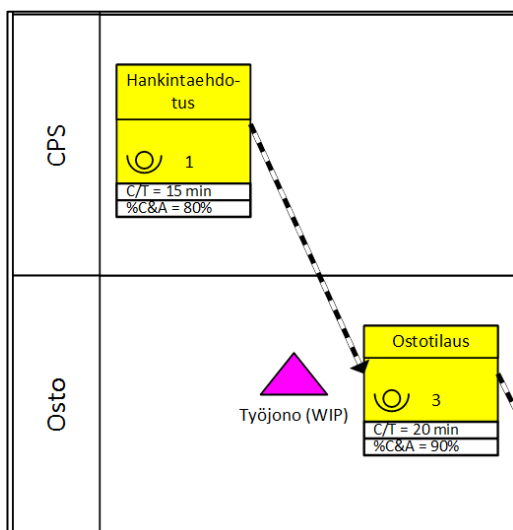 CPS
Hankintaehdo-
tus
1
C/T = 15 min
%C&A = 80%
Osto
Työjono (WIP)
Ostotilaus
3
C/T = 20 min
%C&A = 90%